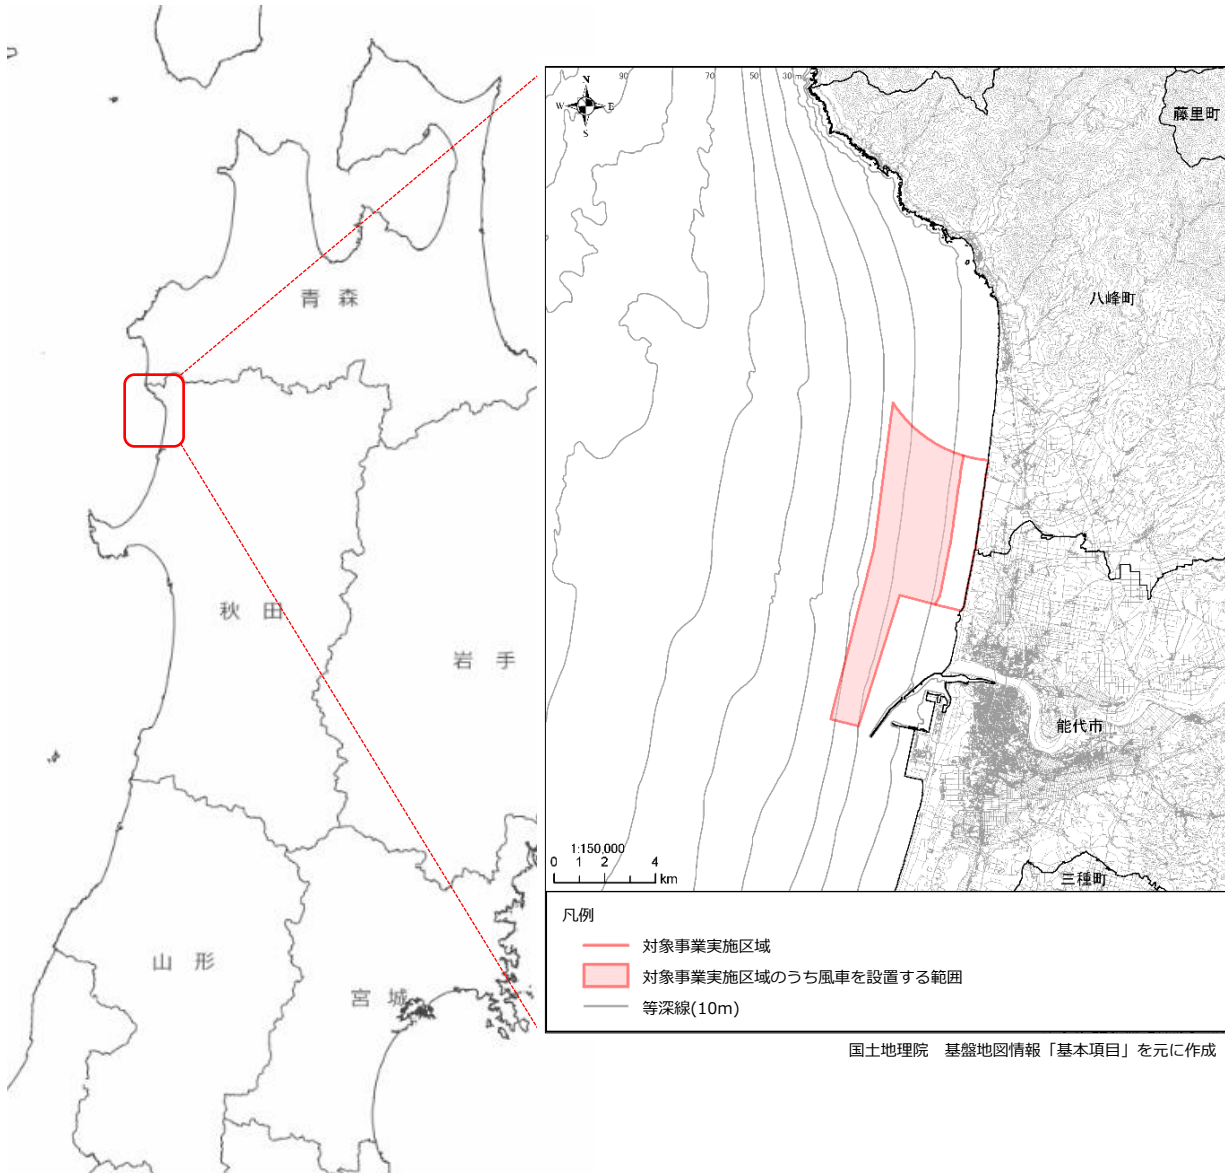 青 森
秋 田
岩 手
山 形
宮 城
N
W E
S
90 70 50 30 m
藤里町
八峰町
能代市
三種町
1:150,000
0 1 2 4
km
凡例
対象事業実施区域
対象事業実施区域のうち風車を設置する範囲
等深線(10m)
国土地理院　基盤地図情報「基本項目」を元に作成